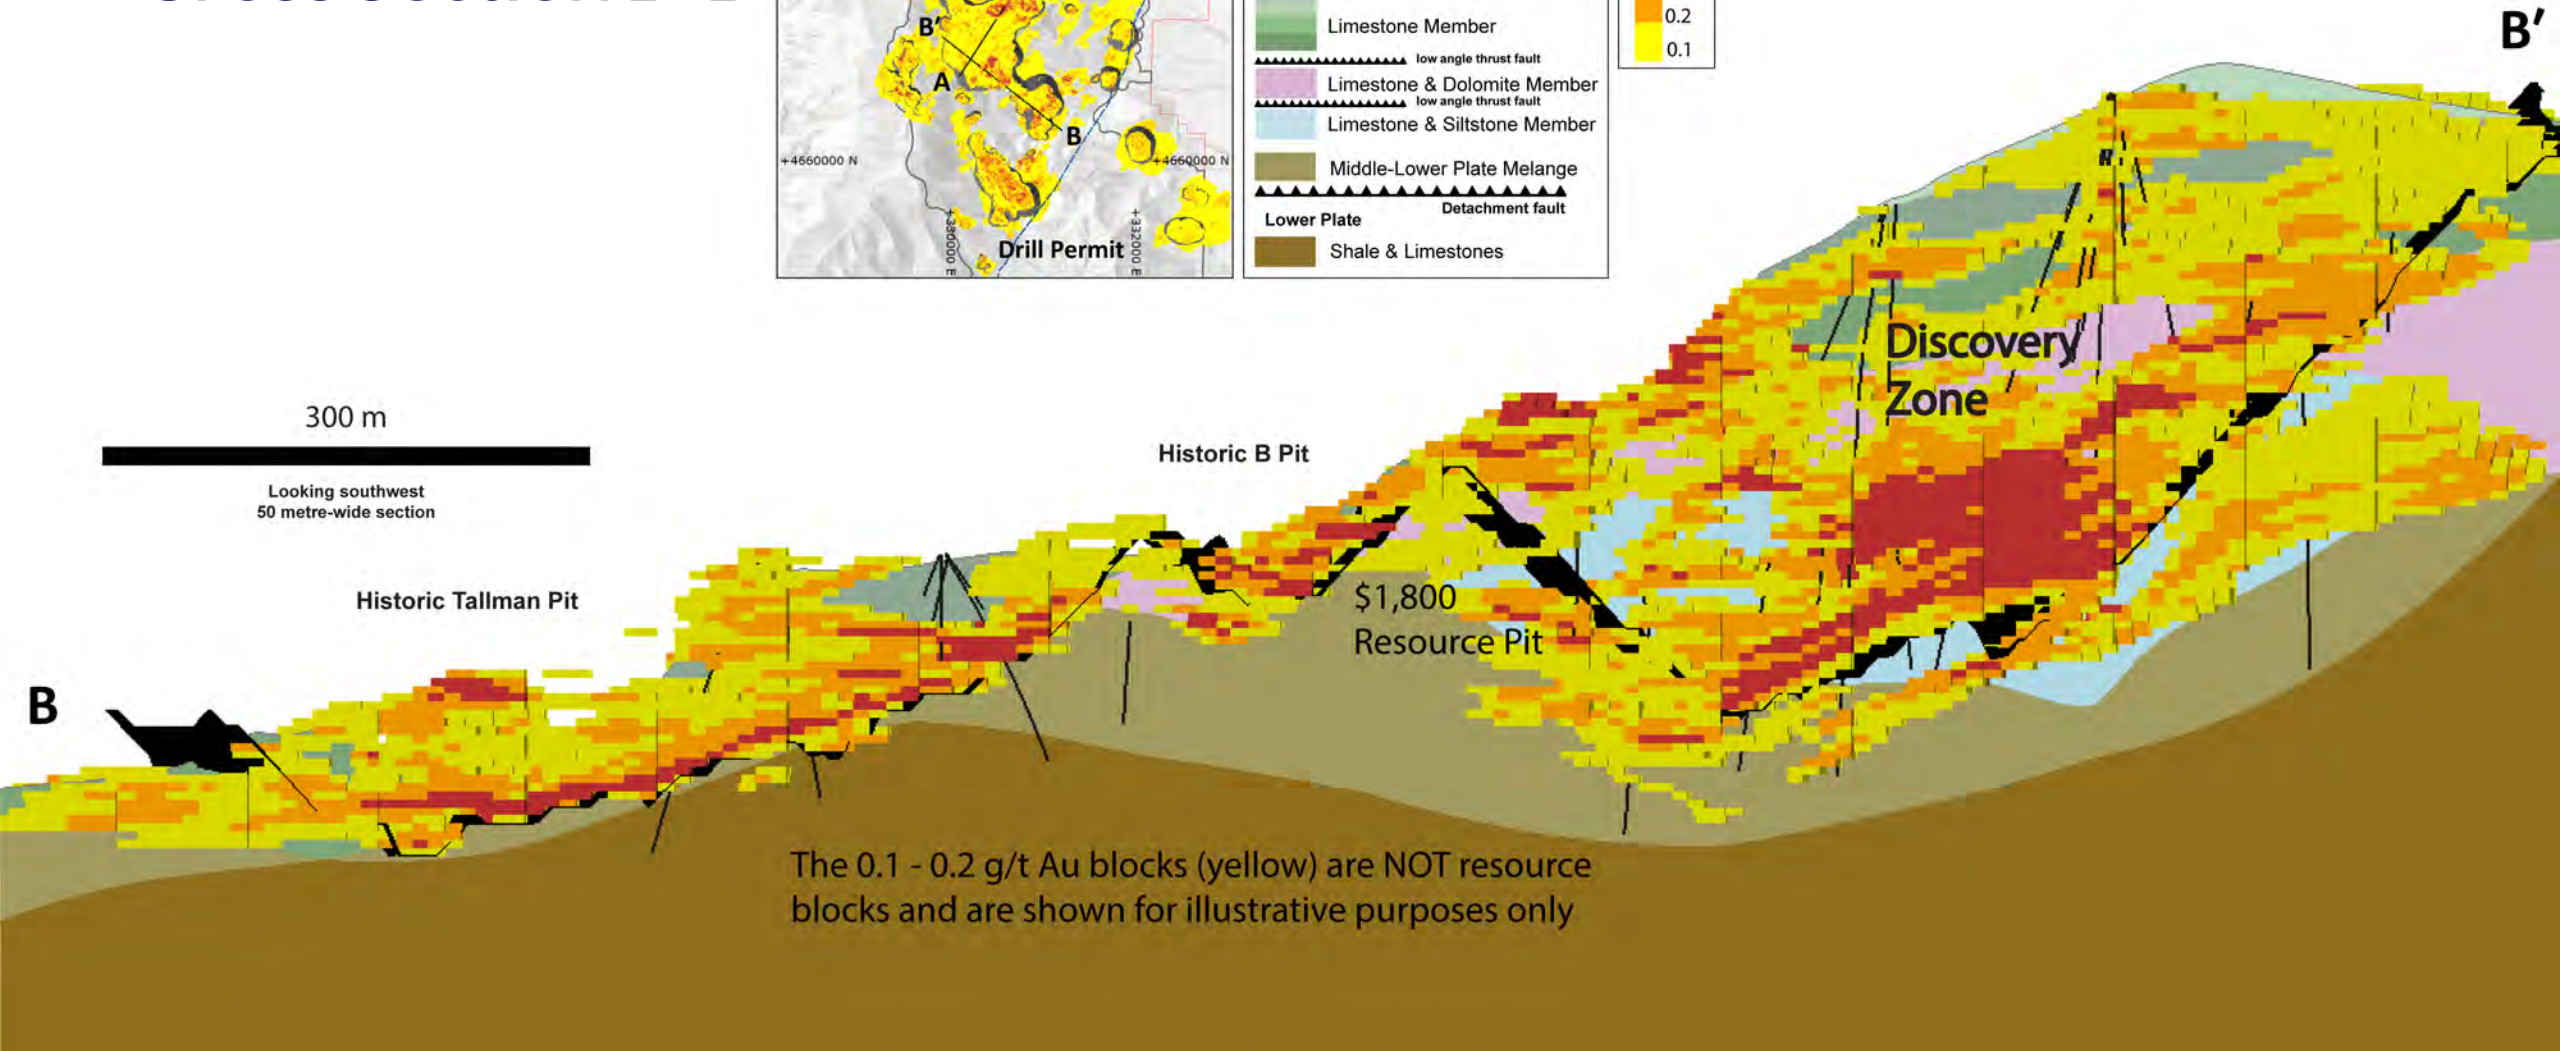 B'
A
B
+4660000 N
+4660000 N
+330000 E
+332000 E
Drill Permit
Limestone Member
low angle thrust fault
Limestone & Dolomite Member
low angle thrust fault
Limestone & Siltstone Member
Middle-Lower Plate Melange
Detachment fault
Lower Plate
Shale & Limestones
0.2
0.1
B'
Discovery
Zone
300 m
Looking southwest
50 metre-wide section
Historic B Pit
Historic Tallman Pit
$1,800
Resource Pit
B
The 0.1 - 0.2 g/t Au blocks (yellow) are NOT resource
blocks and are shown for illustrative purposes only